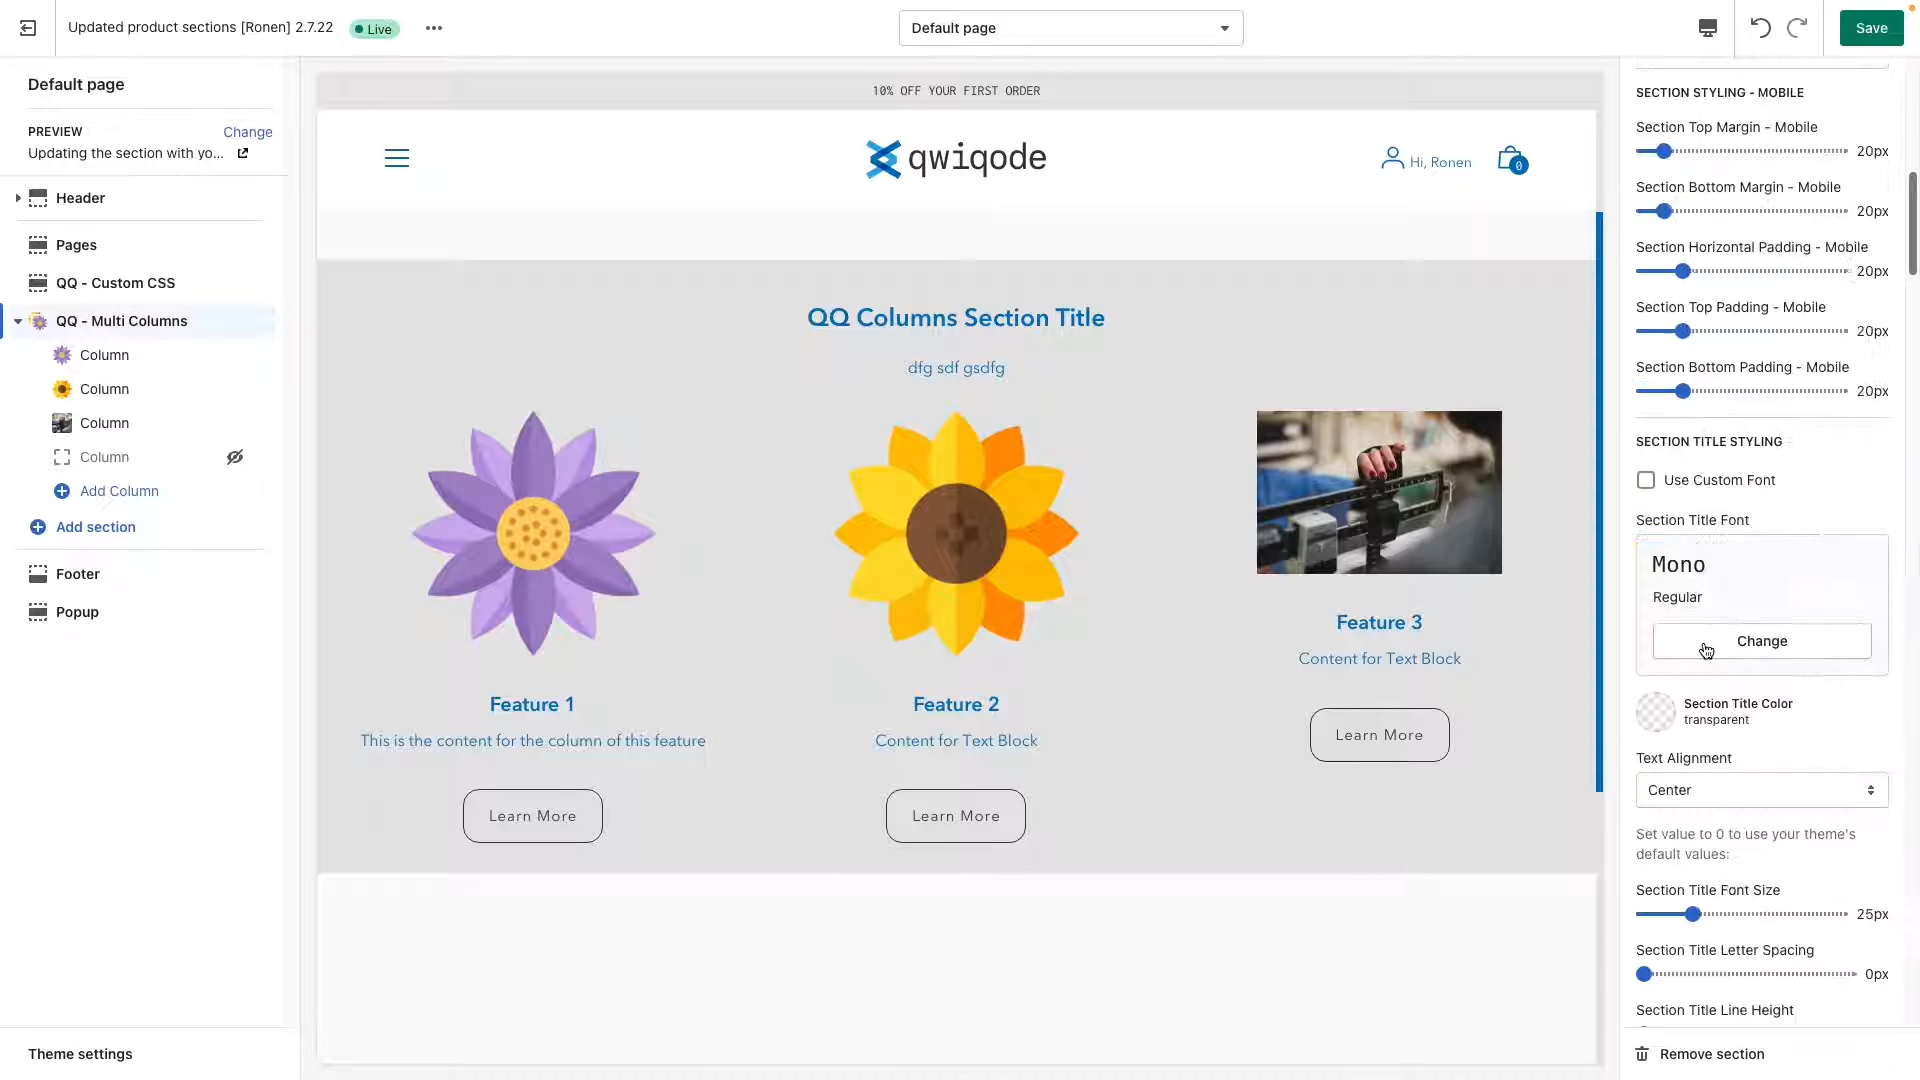 Updated product sections [Ronen] 2.7.22
Live
Default page
Save
Default page
PREVIEW
Change
Updating the section with yo...
Header
Pages
QQ - Custom CSS
QQ - Multi Columns
Column
Column
Column
Column
Add Column
Add section
Footer
Popup
Theme settings
10% OFF YOUR FIRST ORDER
qwiqode
Hi, Ronen
0
QQ Columns Section Title
dfg sdf gsdfg
Feature 1
This is the content for the column of this feature
Learn More
Feature 2
Content for Text Block
Learn More
Feature 3
Content for Text Block
Learn More
SECTION STYLING - MOBILE
Section Top Margin - Mobile
20px
Section Bottom Margin - Mobile
20px
Section Horizontal Padding - Mobile
20px
Section Top Padding - Mobile
20px
Section Bottom Padding - Mobile
20px
SECTION TITLE STYLING
Use Custom Font
Section Title Font
Mono
Regular
Change
Section Title Color
transparent
Text Alignment
Center
Set value to 0 to use your theme's
default values:
Section Title Font Size
25px
Section Title Letter Spacing
0px
Section Title Line Height
Remove section